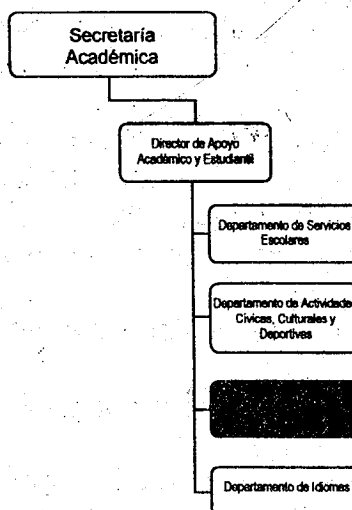 Secretaría
Académica
Director de Apoyo
Académico y Estudiantil
Departamento de Servicios
Escolares
Departamento de Actividades
Cívicas, Culturales y
Deportivas
Departamento de Idiomas